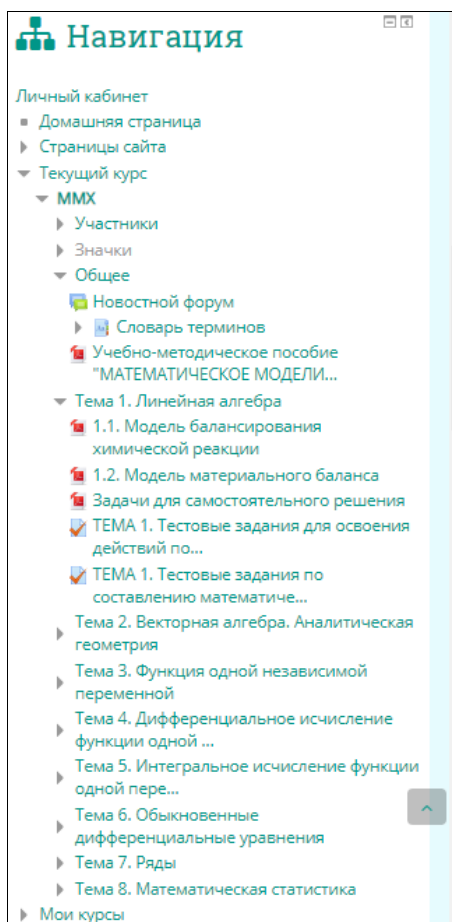 Навигация
Личный кабинет
Домашняя страница
Страницы сайта
Текущий курс
ММХ
Участники
Значки
Общее
Новостной форум
Словарь терминов
Учебно-методическое пособие
"МАТЕМАТИЧЕСКОЕ МОДЕЛИ...
Тема 1. Линейная алгебра
1.1. Модель балансирования
химической реакции
1.2. Модель материального баланса
Задачи для самостоятельного решения
ТЕМА 1. Тестовые задания для освоения
действий по...
ТЕМА 1. Тестовые задания по
составлению математиче...
Тема 2. Векторная алгебра. Аналитическая
геометрия
Тема 3. Функция одной независимой
переменной
Тема 4. Дифференциальное исчисление
функции одной ...
Тема 5. Интегральное исчисление функции
одной пере...
Тема 6. Обыкновенные
дифференциальные уравнения
Тема 7. Ряды
Тема 8. Математическая статистика
Мои курсы